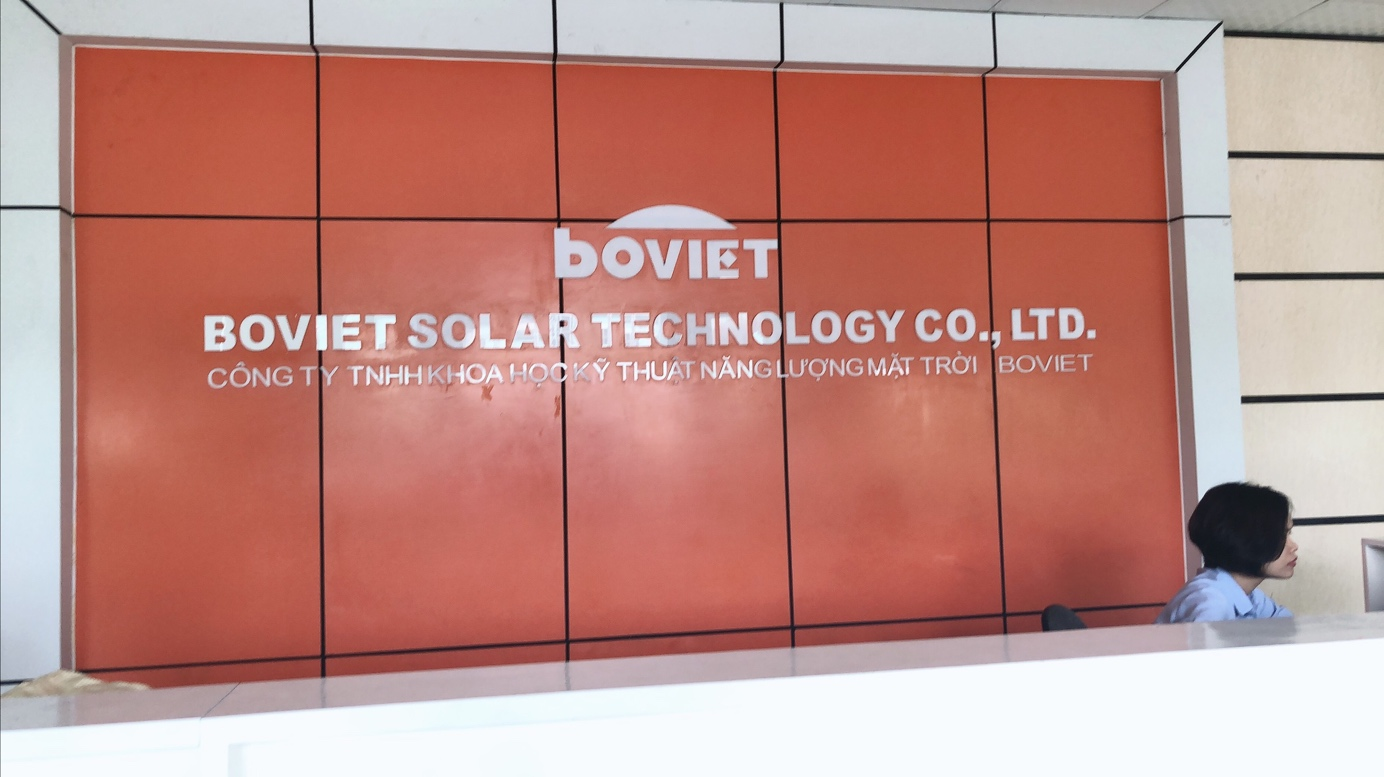 bOVIET
BOVIET SOLAR TECHNOLOGY CO., LTD.
CÔNG TY TNHH KHOA HỌC KỸ THUẬT NĂNG LƯỢNG MẶT TRỜI BOVIET